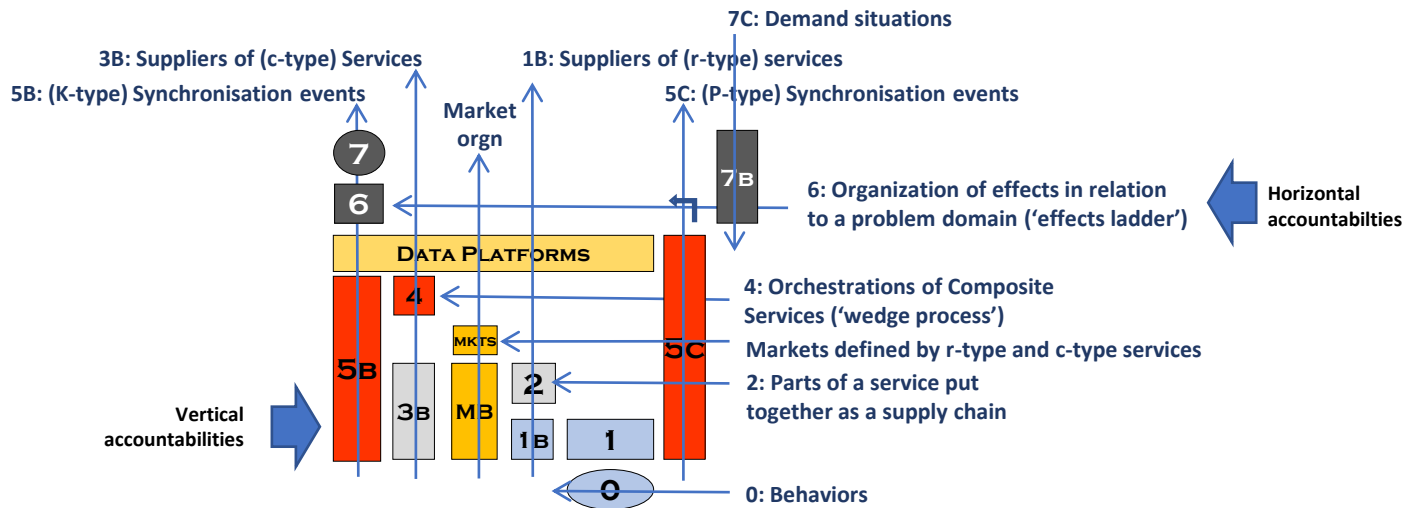 7C: Demand situations
3B: Suppliers of (c-type) Services
1B: Suppliers of (r-type) services
5B: (K-type) Synchronisation events
5C: (P-type) Synchronisation events
Market
orgn
7
7B
6
6: Organization of effects in relation
to a problem domain (‘effects ladder’)
Horizontal
accountabilties
DATA PLATFORMS
4
4: Orchestrations of Composite
Services (‘wedge process’)
MKTS
Markets defined by r-type and c-type services
5B
5C
2
2: Parts of a service put
together as a supply chain
3B
MB
Vertical
accountabilities
1B
1
0
0: Behaviors